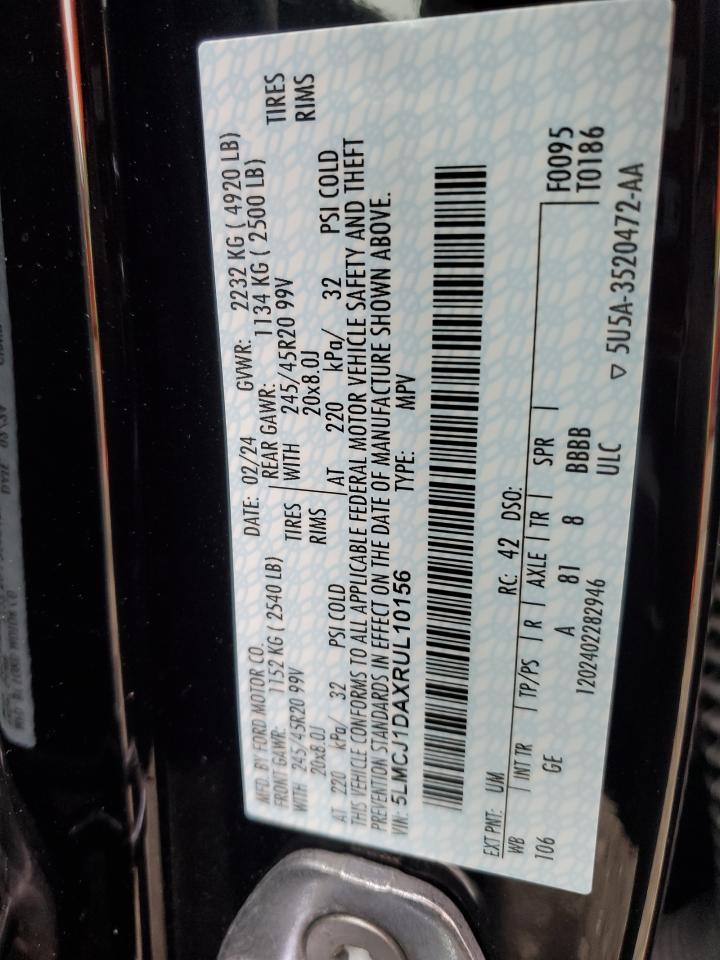 MFD. BY FORD MOTOR CO. DATE: 02/24 GVWR: 2232 KG ( 4920 LB)
FRONT GAWR: 1152 KG ( 2540 LB) REAR GAWR: 1134 KG ( 2500 LB)
WITH 245/45R20 99V TIRES WITH 245/45R20 99V TIRES
20x8.0J RIMS 20x8.0J RIMS
AT 220 kPa/ 32 PSI COLD AT 220 kPa/ 32 PSI COLD
THIS VEHICLE CONFORMS TO ALL APPLICABLE FEDERAL MOTOR VEHICLE SAFETY AND THEFT
PREVENTION STANDARDS IN EFFECT ON THE DATE OF MANUFACTURE SHOWN ABOVE.
VIN: 5LMCJ1DAXRUL10156 TYPE: MPV
EXT PNT: UM RC: 42 DSO:
WB INT TR TP/PS R AXLE TR SPR F0095
106 GE A 81 8 BBBB T0186
1202402282946 ULC ▽ 5U5A-3520472-AA